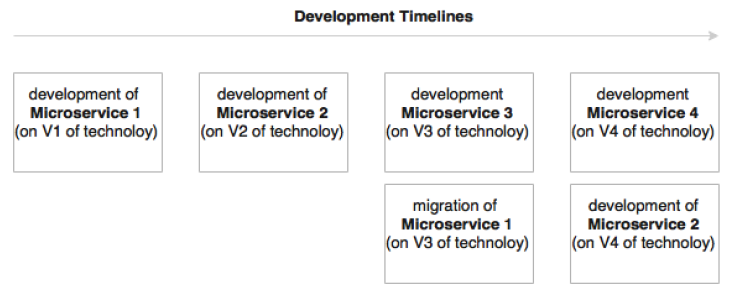 Development Timelines
development of
Microservice 1
(on V1 of technoloy)
development of
Microservice 2
(on V2 of technoloy)
development
Microservice 3
(on V3 of technoloy)
development
Microservice 4
(on V4 of technoloy)
migration of
Microservice 1
(on V3 of technoloy)
development of
Microservice 2
(on V4 of technoloy)